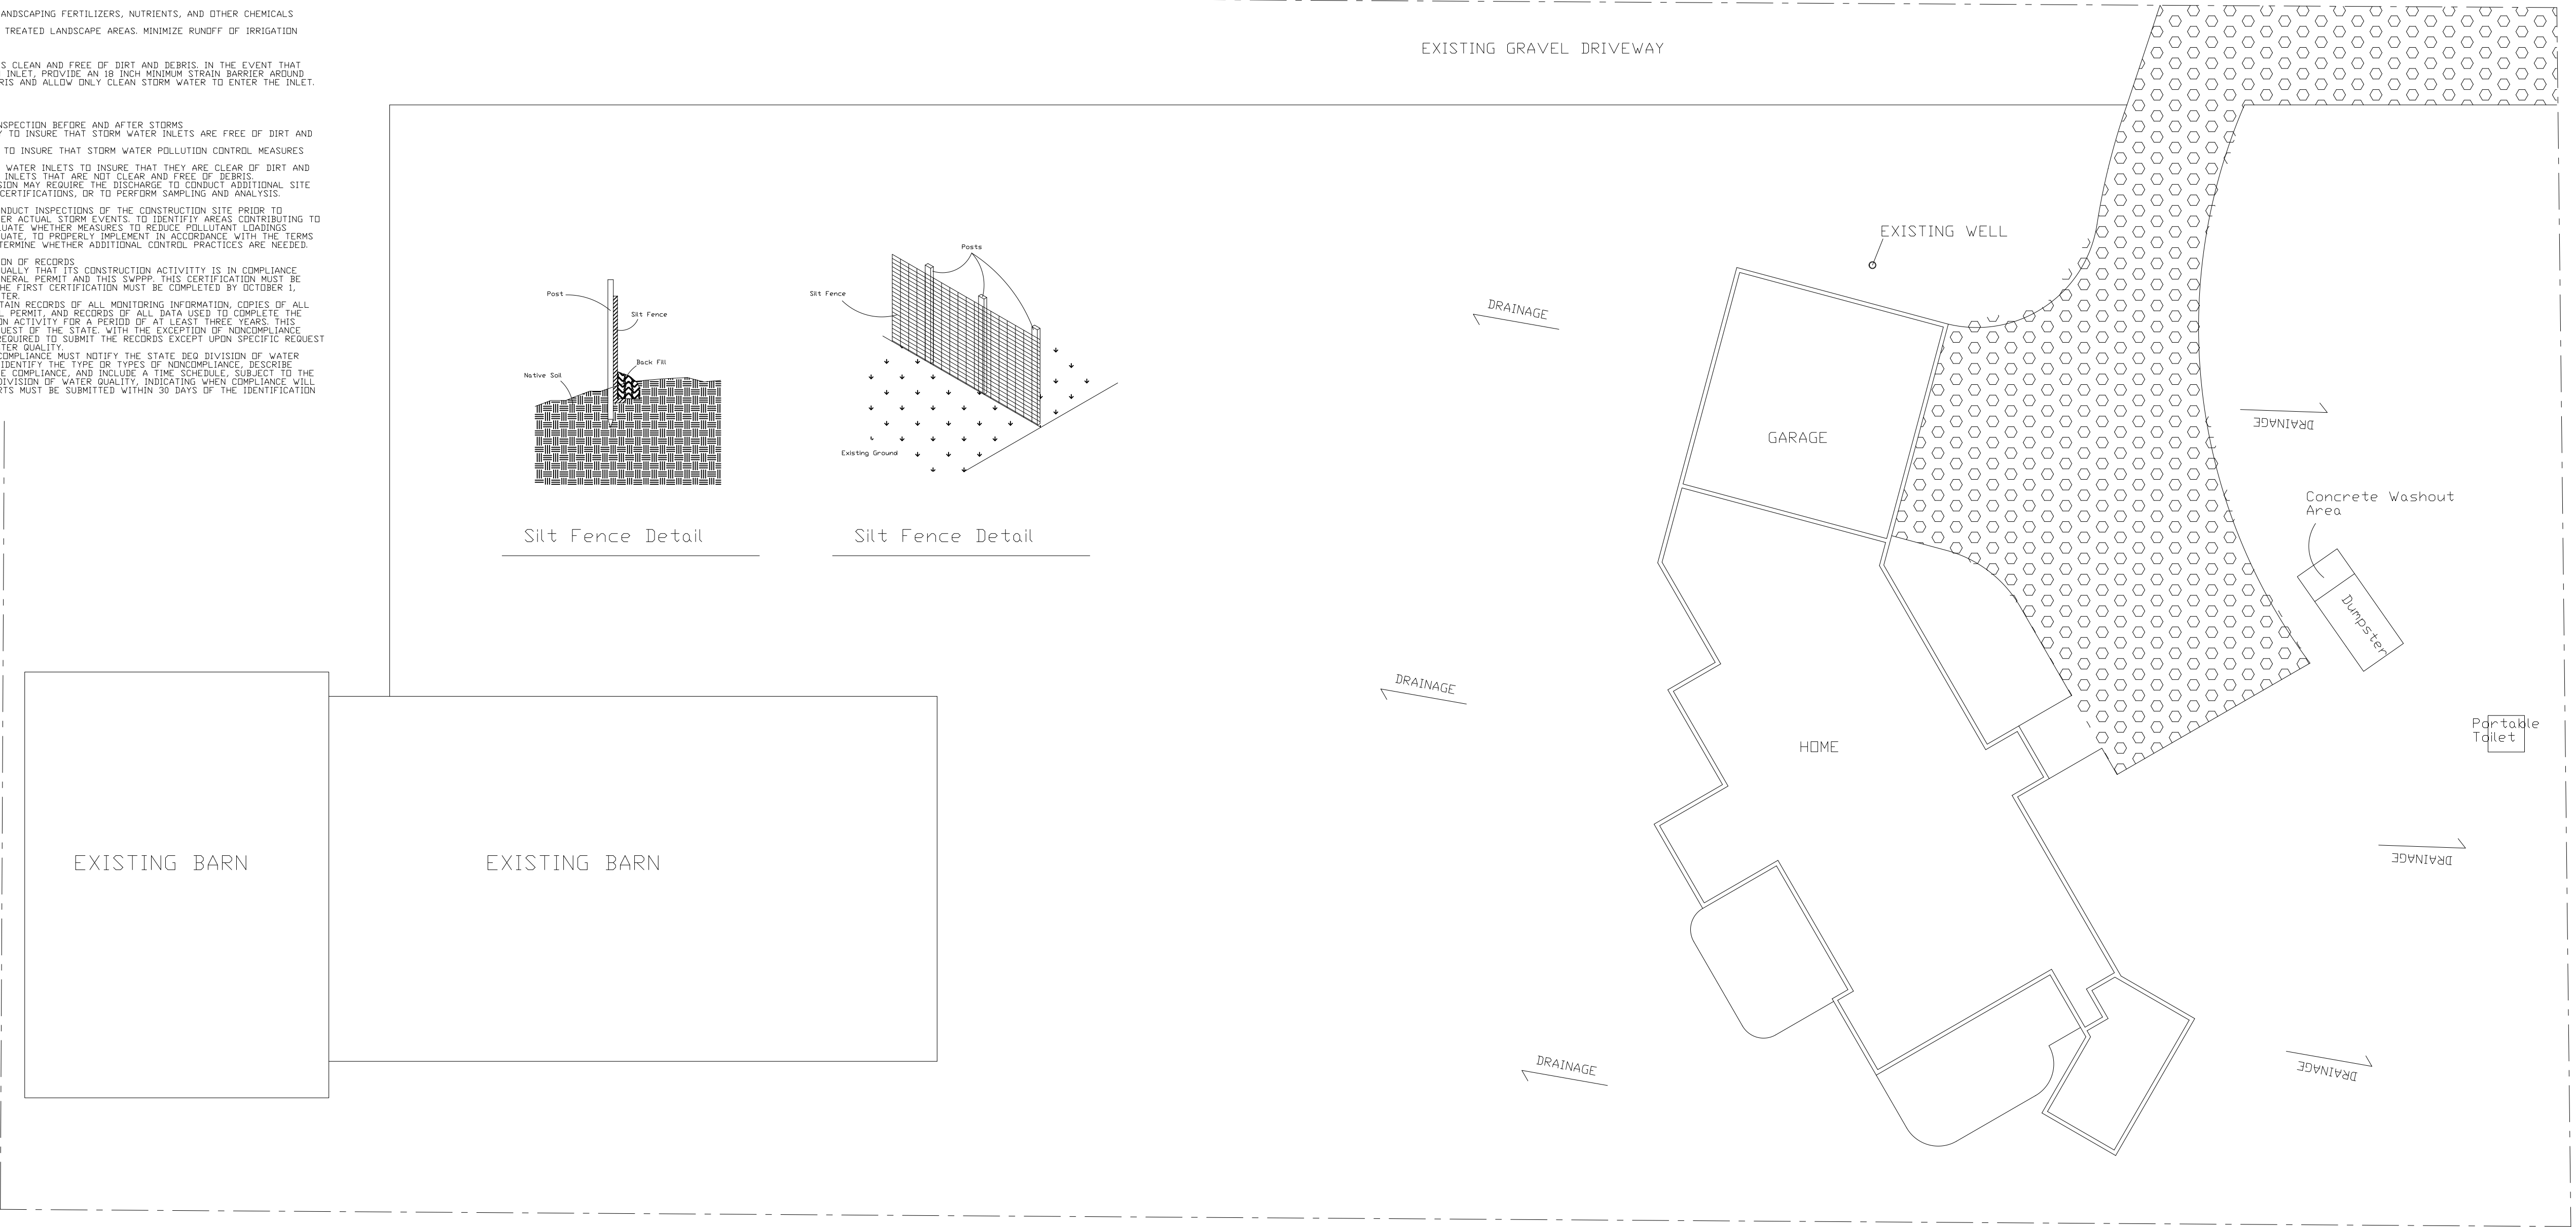 ANDSCAPING FERTILIZERS, NUTRIENTS, AND OTHER CHEMICALS
TREATED LANDSCAPE AREAS. MINIMIZE RUNOFF OF IRRIGATION
S CLEAN AND FREE OF DIRT AND DEBRIS. IN THE EVENT THAT
INLET, PROVIDE AN 18 INCH MINIMUM STRAIN BARRIER AROUND
RIS AND ALLOW ONLY CLEAN STORM WATER TO ENTER THE INLET.
NSPECTION BEFORE AND AFTER STORMS
Y TO INSURE THAT STORM WATER INLETS ARE FREE OF DIRT AND
TO INSURE THAT STORM WATER POLLUTION CONTROL MEASURES
WATER INLETS TO INSURE THAT THEY ARE CLEAR OF DIRT AND
INLETS THAT ARE NOT CLEAR AND FREE OF DEBRIS.
SION MAY REQUIRE THE DISCHARGE TO CONDUCT ADDITIONAL SITE
CERTIFICATIONS, OR TO PERFORM SAMPLING AND ANALYSIS.
NDUCT INSPECTIONS OF THE CONSTRUCTION SITE PRIOR TO
ER ACTUAL STORM EVENTS. TO IDENTIFIY AREAS CONTRIBUTING TO
LUATE WHETHER MEASURES TO REDUCE POLLUTANT LOADINGS
UATE, TO PROPERLY IMPLEMENT IN ACCORDANCE WITH THE TERMS
TERMINE WHETHER ADDITIONAL CONTROL PRACTICES ARE NEEDED.
ON OF RECORDS
UALLY THAT ITS CONSTRUCTION ACTIVITTY IS IN COMPLIANCE
NERAL PERMIT AND THIS SWPPP. THIS CERTIFICATION MUST BE
HE FIRST CERTIFICATION MUST BE COMPLETED BY OCTOBER 1,
TER.
TAIN RECORDS OF ALL MONITORING INFORMATION, COPIES OF ALL
L PERMIT, AND RECORDS OF ALL DATA USED TO COMPLETE THE
ON ACTIVITY FOR A PERIOD OF AT LEAST THREE YEARS. THIS
UEST OF THE STATE. WITH THE EXCEPTION OF NONCOMPLIANCE
REQUIRED TO SUBMIT THE RECORDS EXCEPT UPON SPECIFIC REQUEST
TER QUALITY.
COMPLIANCE MUST NOTIFY THE STATE DEQ DIVISION OF WATER
IDENTIFY THE TYPE OR TYPES OF NONCOMPLIANCE, DESCRIBE
E COMPLIANCE, AND INCLUDE A TIME SCHEDULE, SUBJECT TO THE
DIVISION OF WATER QUALITY, INDICATING WHEN COMPLIANCE WILL
RTS MUST BE SUBMITTED WITHIN 30 DAYS OF THE IDENTIFICATION
EXISTING GRAVEL DRIVEWAY
EXISTING WELL
Posts
Silt Fence
Post
Silt Fence
Back Fill
Native Soil
Existing Ground
Silt Fence Detail
Silt Fence Detail
DRAINAGE
DRAINAGE
GARAGE
Concrete Washout
Area
Dumpster
DRAINAGE
Portable
Toilet
HOME
EXISTING BARN
EXISTING BARN
DRAINAGE
DRAINAGE
DRAINAGE